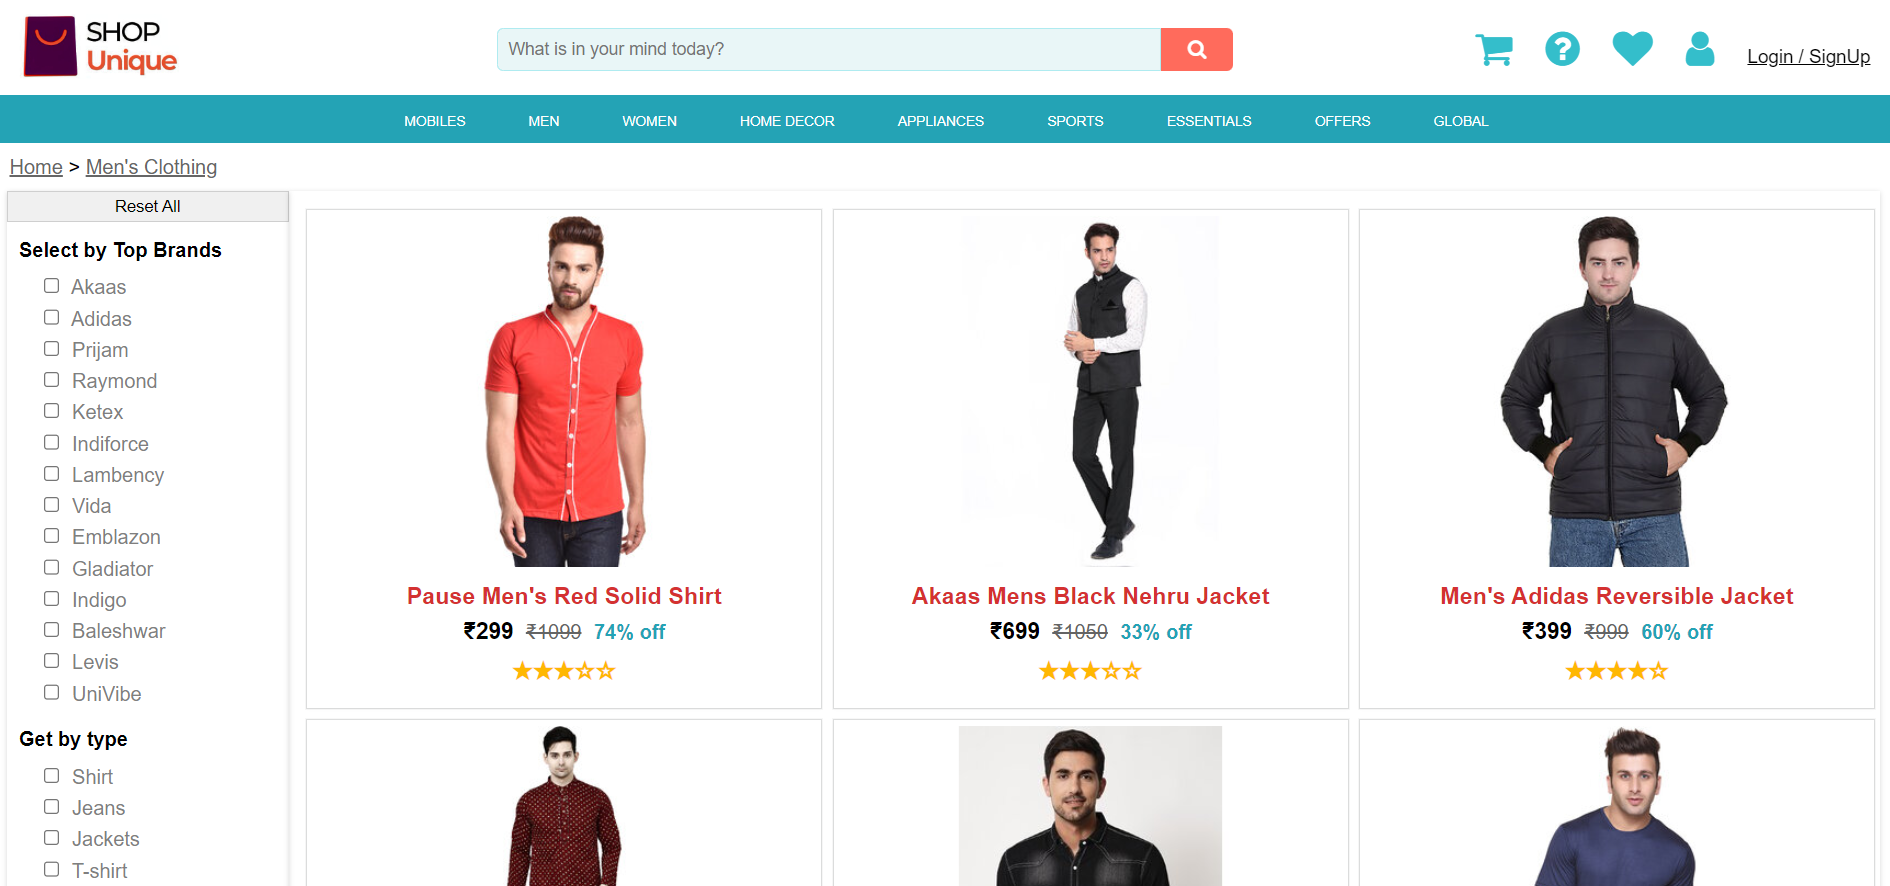 SHOP
Unique
What is in your mind today?
Login / SignUp
MOBILES MEN WOMEN HOME DECOR APPLIANCES SPORTS ESSENTIALS OFFERS GLOBAL
Home > Men's Clothing
Reset All
Select by Top Brands
Akaas
Adidas
Prijam
Raymond
Ketex
Indiforce
Lambency
Vida
Emblazon
Gladiator
Indigo
Baleshwar
Levis
UniVibe
Get by type
Shirt
Jeans
Jackets
T-shirt
Pause Men's Red Solid Shirt
₹299 ₹1099 74% off
Akaas Mens Black Nehru Jacket
₹699 ₹1050 33% off
Men's Adidas Reversible Jacket
₹399 ₹999 60% off